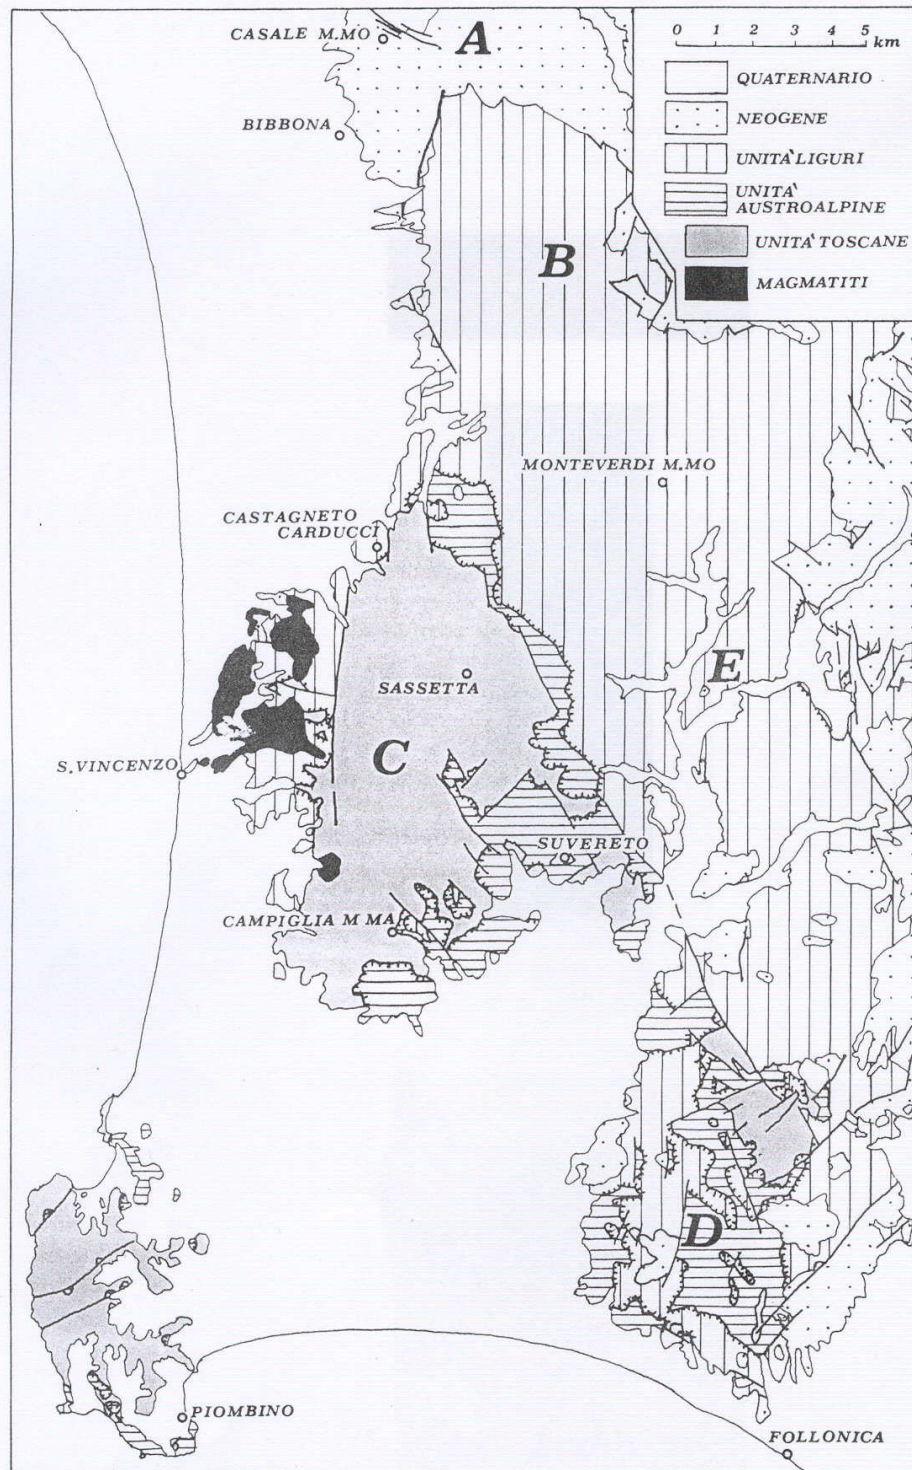 CASALE M.MO
A
0 1 2 3 4 5
km
QUATERNARIO
NEOGENE
UNITÀ LIGURI
UNITÀ
AUSTROALPINE
UNITÀ TOSCANE
MAGMATITI
BIBBONA
B
MONTEVERDI M.MO
CASTAGNETO
CARDUCCI
E
SASSETTA
C
S.VINCENZO
SUVERETO
CAMPIGLIA M MA
D
PIOMBINO
FOLLONICA